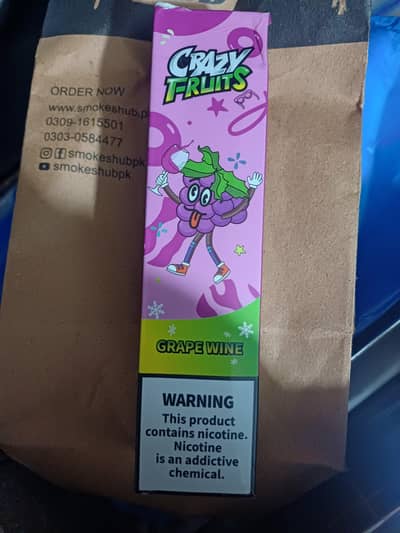 ORDER NOW
www.smokeshub.p
0309-1615501
0303-0584477
smokeshubpk
smokeshubpk
CRAZY
FRUITS
GRAPE WINE
WARNING
This product
contains nicotine.
Nicotine
is an addictive
chemical.